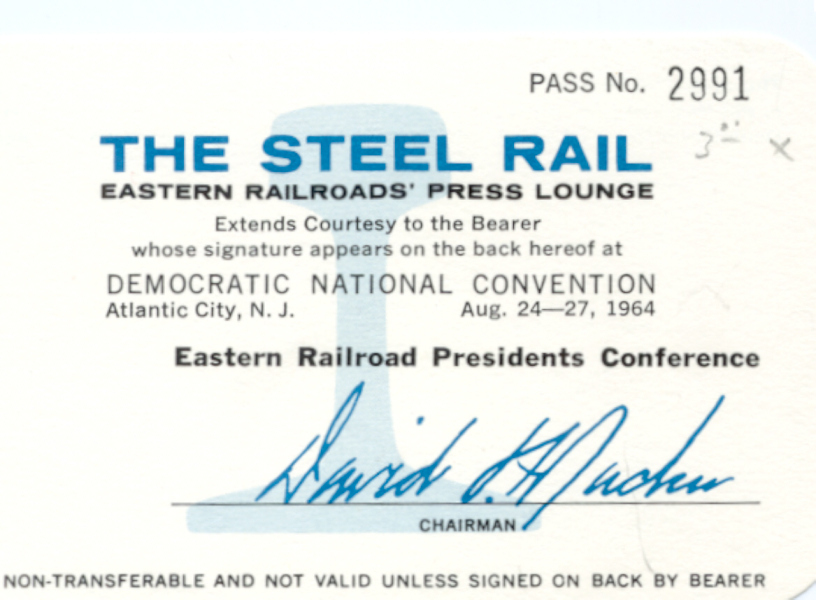 PASS No. 2991
THE STEEL RAIL
EASTERN RAILROADS' PRESS LOUNGE
Extends Courtesy to the Bearer
whose signature appears on the back hereof at
DEMOCRATIC NATIONAL CONVENTION
Atlantic City, N. J. Aug. 24—27, 1964
Eastern Railroad Presidents Conference
David
CHAIRMAN
NON-TRANSFERABLE AND NOT VALID UNLESS SIGNED ON BACK BY BEARER